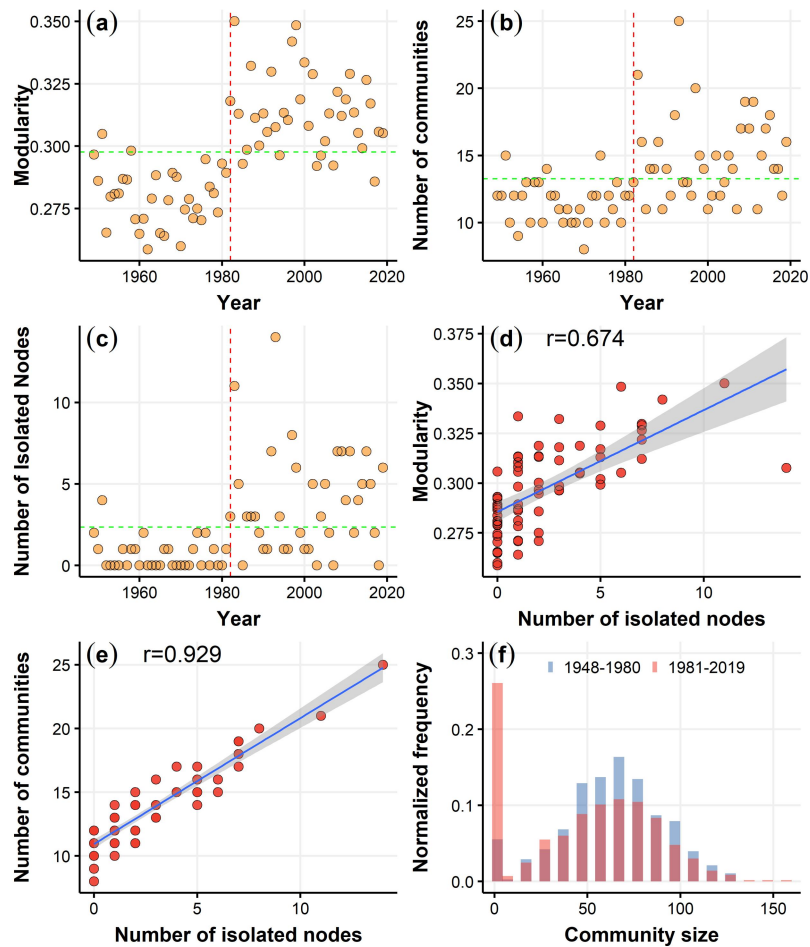 (a)
Modularity
0.350
0.325
0.300
0.275
1960
1980
2000
2020
Year
(b)
Number of communities
25
20
15
10
1960
1980
2000
2020
Year
(c)
Number of Isolated Nodes
10
5
0
1960
1980
2000
2020
Year
(d)
r=0.674
Modularity
0.375
0.350
0.325
0.300
0.275
0
5
10
Number of isolated nodes
(e)
r=0.929
Number of communities
25
20
15
10
0
5
10
Number of isolated nodes
(f)
1948-1980
1981-2019
Normalized frequency
0.3
0.2
0.1
0.0
0
50
100
150
Community size